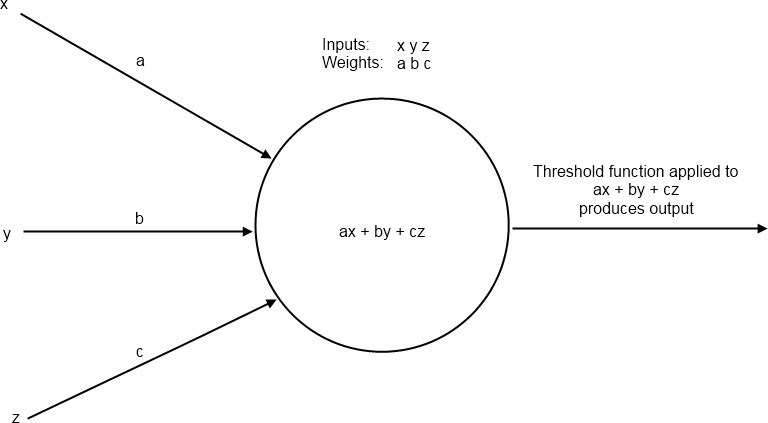 x
Inputs: x y z
Weights: a b c
a
Threshold function applied to
ax + by + cz
produces output
b
y
ax + by + cz
c
z